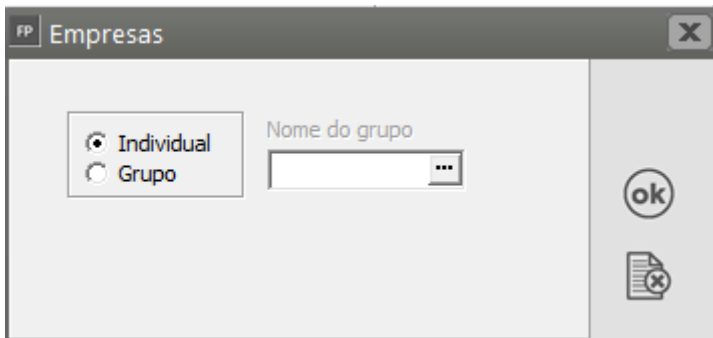 FP Empresas
Individual
Nome do grupo
Grupo
...
ok